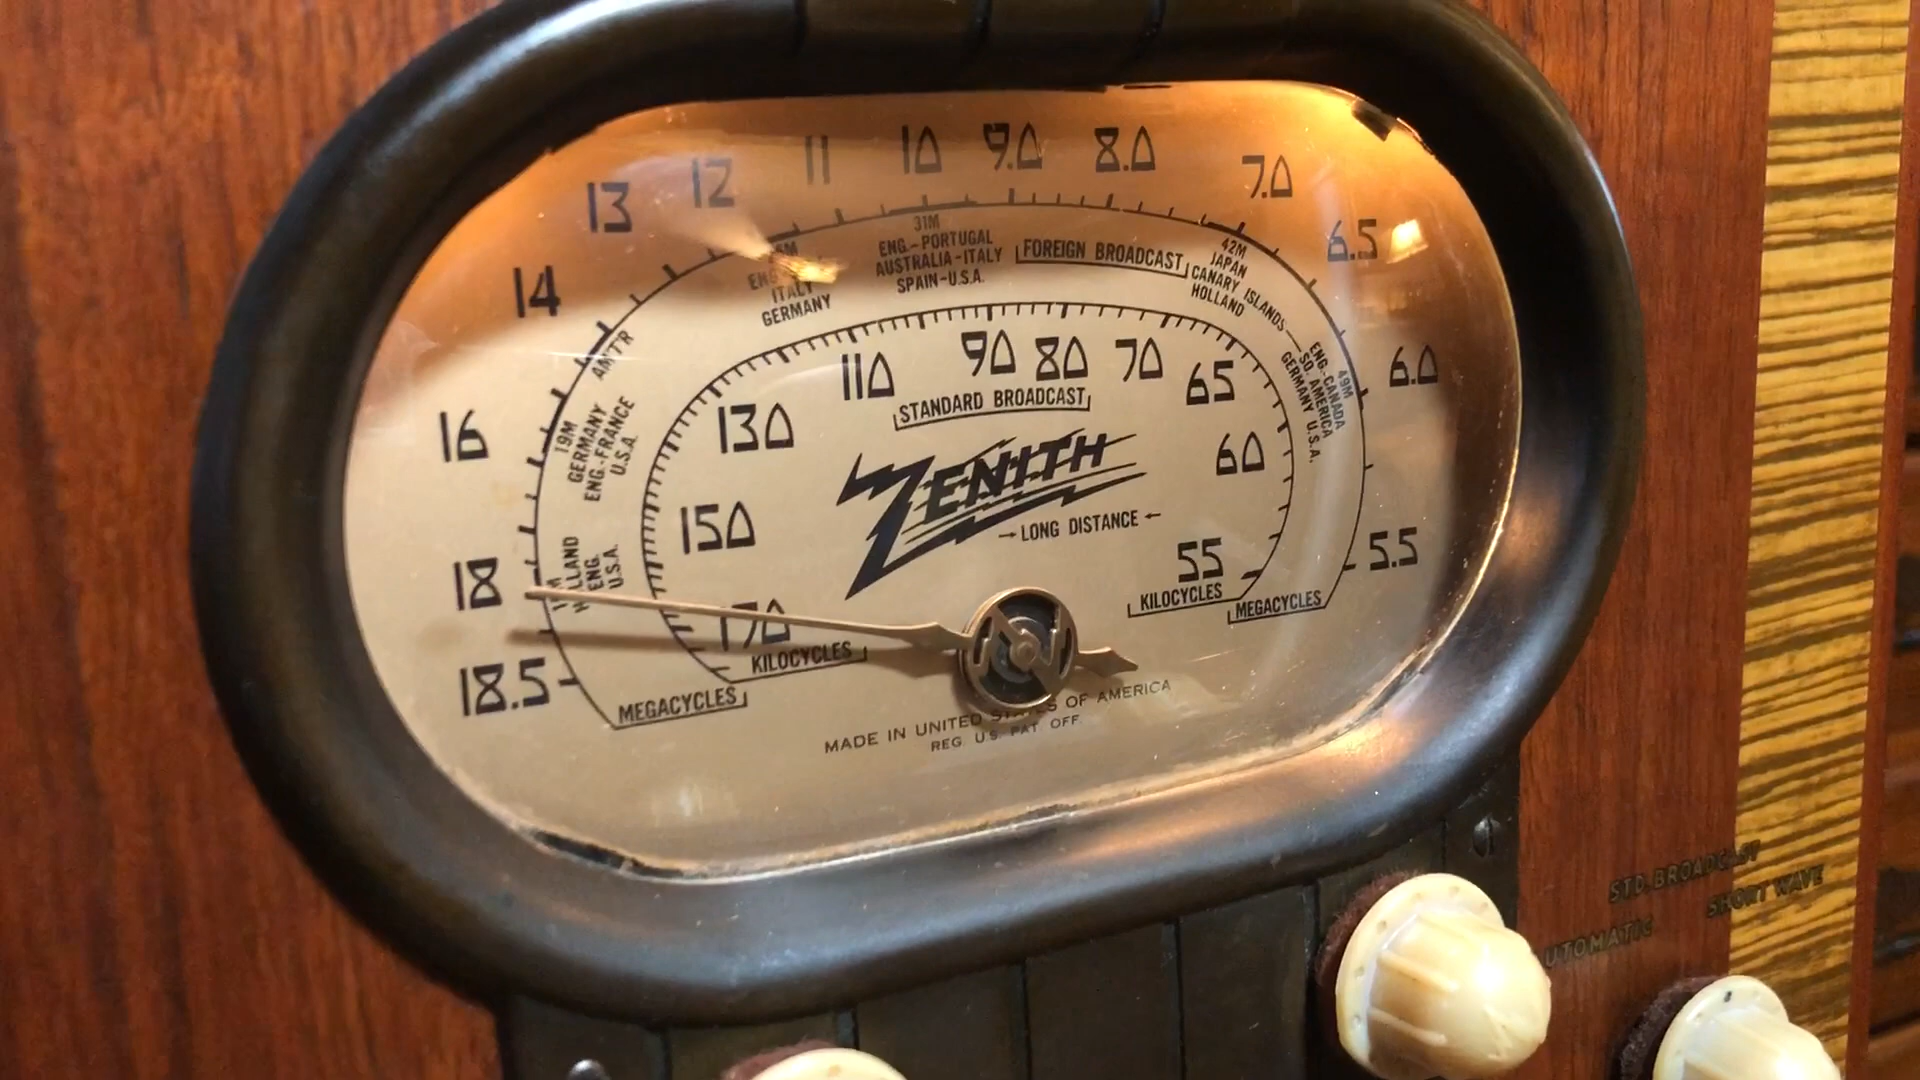 13 12 11 10 9.0 8.0 7.0
14 6.5
16 6.0
18 5.5
18.5
AMT'R
19M
GERMANY
ENG.-FRANCE
U.S.A.
ENG.
U.S.A.
ITALY
GERMANY
31M
ENG.-PORTUGAL
AUSTRALIA-ITALY
SPAIN-U.S.A.
FOREIGN BROADCAST
42M
JAPAN
CANARY ISLANDS
HOLLAND
49M
ENG.-CANADA
SO. AMERICA
GERMANY U.S.A.
110 90 80 70 65
130 60
150 55
170
STANDARD BROADCAST
ZENITH
→LONG DISTANCE←
KILOCYCLES
MEGACYCLES
KILOCYCLES
MEGACYCLES
MADE IN UNITED STATES OF AMERICA
REG. U.S. PAT. OFF.
STD. BROADCAST
SHORT WAVE
UTOMATIC